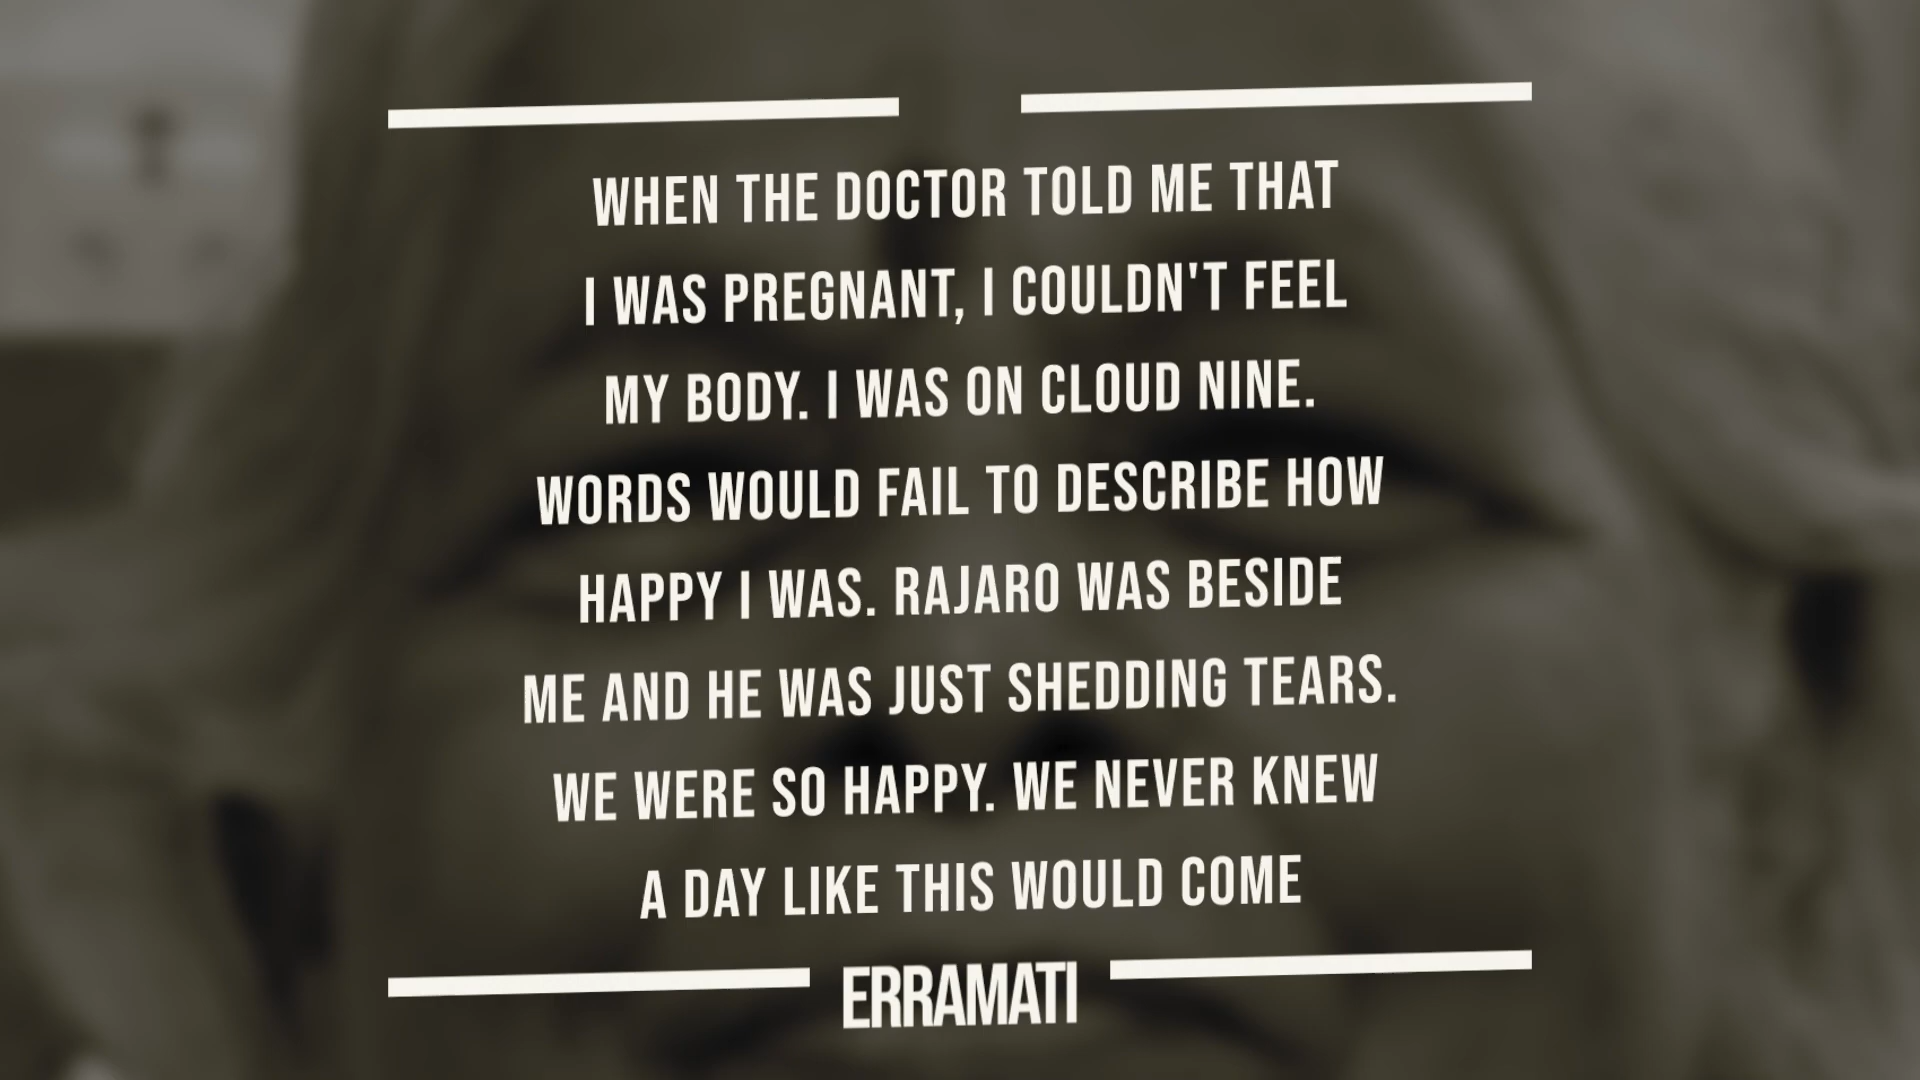 WHEN THE DOCTOR TOLD ME THAT
I WAS PREGNANT, I COULDN'T FEEL
MY BODY. I WAS ON CLOUD NINE.
WORDS WOULD FAIL TO DESCRIBE HOW
HAPPY I WAS. RAJARO WAS BESIDE
ME AND HE WAS JUST SHEDDING TEARS.
WE WERE SO HAPPY. WE NEVER KNEW
A DAY LIKE THIS WOULD COME
ERRAMATI